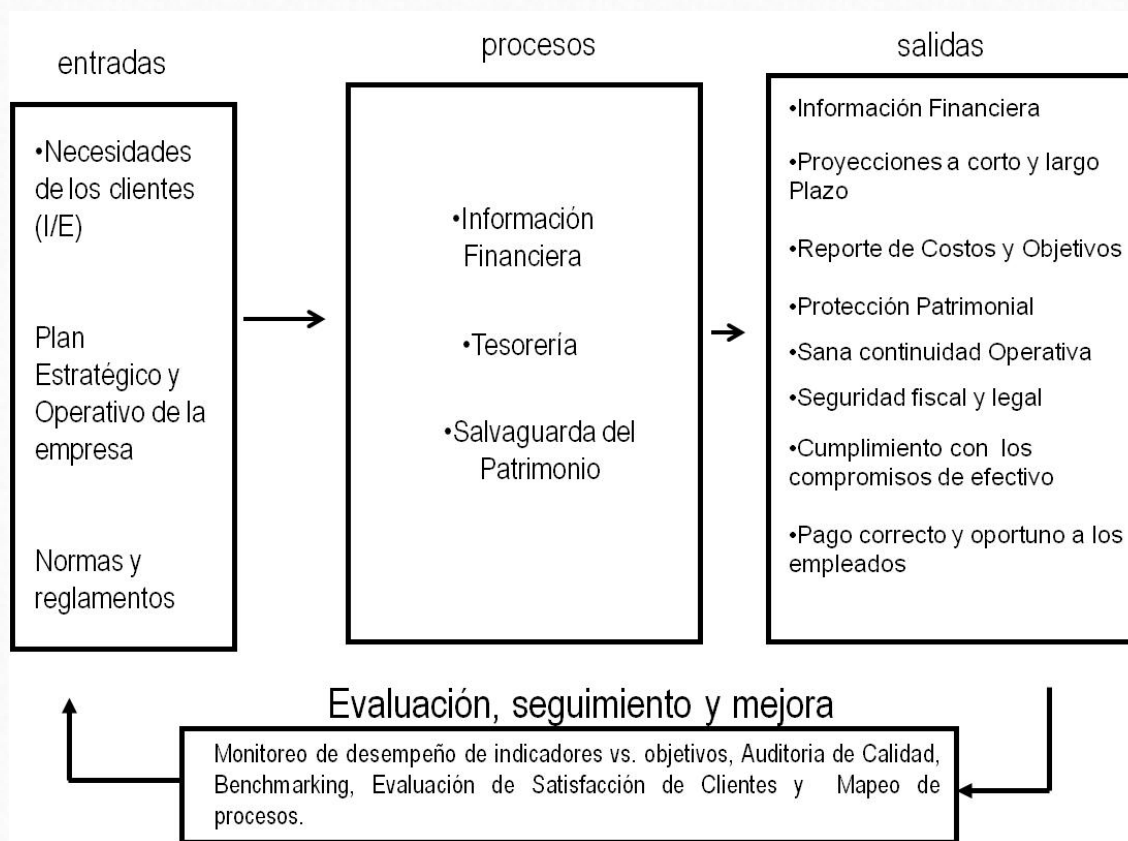 entradas
•Necesidades
de los clientes
(I/E)
Plan
Estratégico y
Operativo de la
empresa
Normas y
reglamentos
procesos
•Información
Financiera
•Tesorería
•Salvaguarda del
Patrimonio
salidas
•Información Financiera
•Proyecciones a corto y largo
Plazo
•Reporte de Costos y Objetivos
•Protección Patrimonial
•Sana continuidad Operativa
•Seguridad fiscal y legal
•Cumplimiento con los
compromisos de efectivo
•Pago correcto y oportuno a los
empleados
Evaluación, seguimiento y mejora
Monitoreo de desempeño de indicadores vs. objetivos, Auditoria de Calidad,
Benchmarking, Evaluación de Satisfacción de Clientes y Mapeo de
procesos.